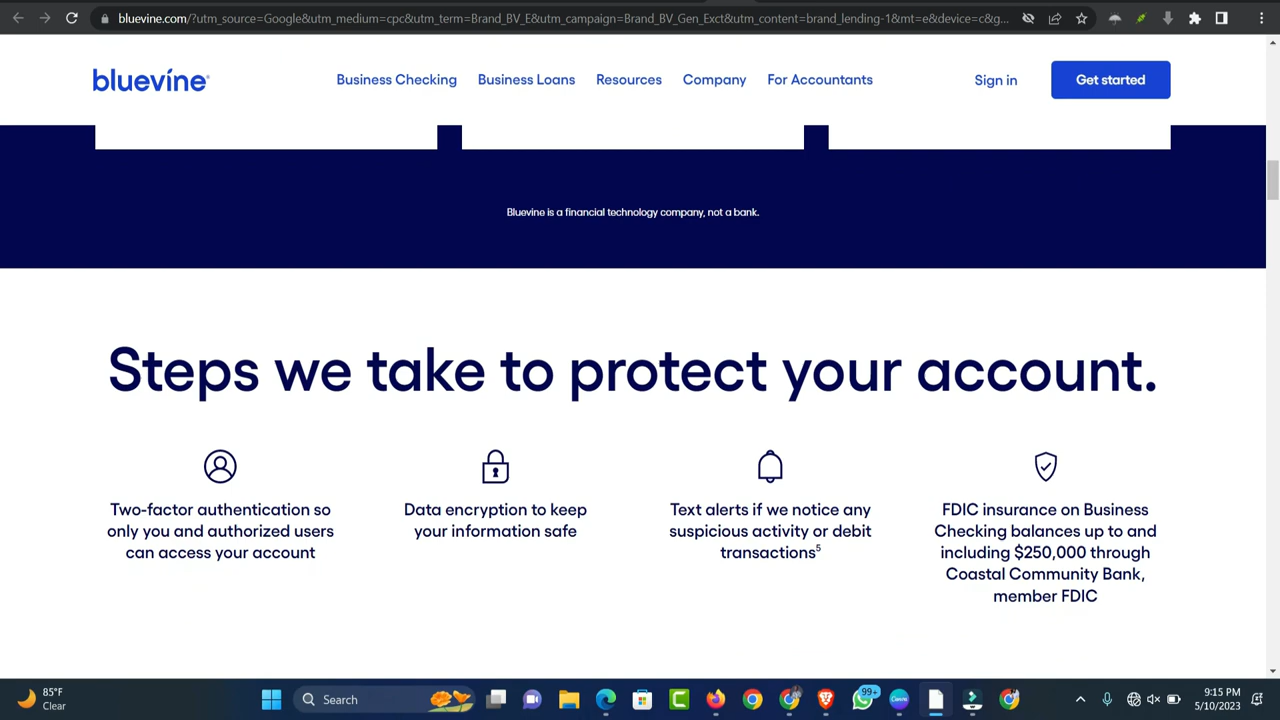 bluevine.com/?utm_source=Google&utm_medium=cpc&utm_term=Brand_BV_E&utm_campaign=Brand_BV_Gen_Exct&utm_content=brand_lending-1&mt=e&device=c&g...
bluevine
Business Checking
Business Loans
Resources
Company
For Accountants
Sign in
Get started
Bluevine is a financial technology company, not a bank.
Steps we take to protect your account.
Two-factor authentication so
only you and authorized users
can access your account
Data encryption to keep
your information safe
Text alerts if we notice any
suspicious activity or debit
transactions5
FDIC insurance on Business
Checking balances up to and
including $250,000 through
Coastal Community Bank,
member FDIC
85°F
Clear
Search
99+
9:15 PM
5/10/2023